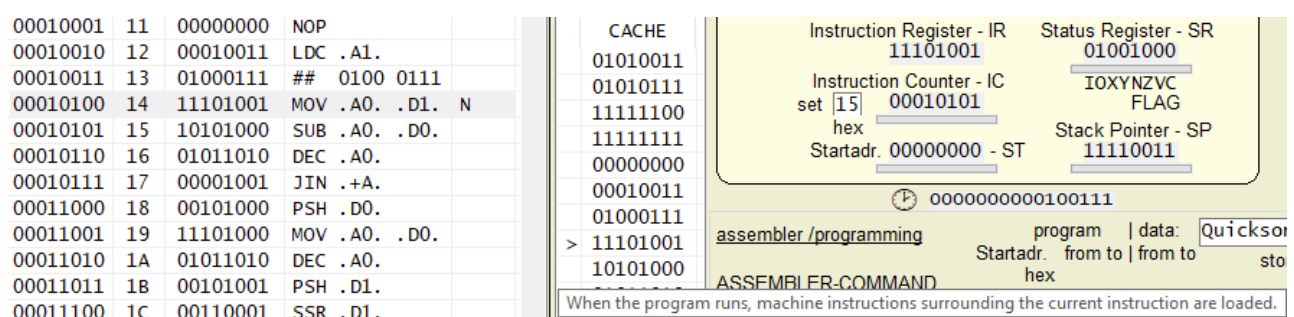 00010001 11 00000000 NOP
00010010 12 00010011 LDC .A1.
00010011 13 01000111 ## 0100 0111
00010100 14 11101001 MOV .A0. .D1. N
00010101 15 10101000 SUB .A0. .D0.
00010110 16 01011010 DEC .A0.
00010111 17 00001001 JIN .+A.
00011000 18 00101000 PSH .D0.
00011001 19 11101000 MOV .A0. .D0.
00011010 1A 01011010 DEC .A0.
00011011 1B 00101001 PSH .D1.
00011100 1C 00110001 SSR .D1.
CACHE
01010011
01010111
11111100
11111111
00000000
00010011
01000111
> 11101001
10101000
Instruction Register - IR
11101001
Status Register - SR
01001000
Instruction Counter - IC
set 15 00010101
hex
IOXYNZVC
FLAG
Startadr. 00000000 - ST
Stack Pointer - SP
11110011
0000000000100111
assembler /programming
program | data: Quickso
Startadr. from to | from to
hex
sto
ASSEMBLER-COMMAND
When the program runs, machine instructions surrounding the current instruction are loaded.